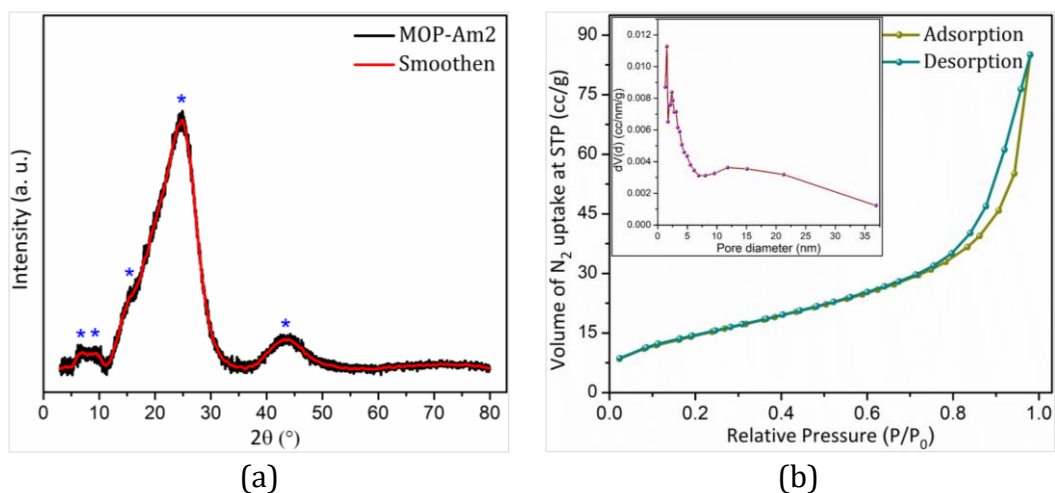 MOP-Am2
Smoothen
* * * * *
Intensity (a. u.)
0 10 20 30 40 50 60 70 80
2θ (°)
(a)
Adsorption
Desorption
90
75
60
45
30
15
0
Volume of N₂ uptake at STP (cc/g)
0.0 0.2 0.4 0.6 0.8 1.0
Relative Pressure (P/P₀)
0.012
0.010
0.008
0.006
0.004
0.002
0.000
dV(d) (cc/nm/g)
0 5 10 15 20 25 30 35
Pore diameter (nm)
(b)